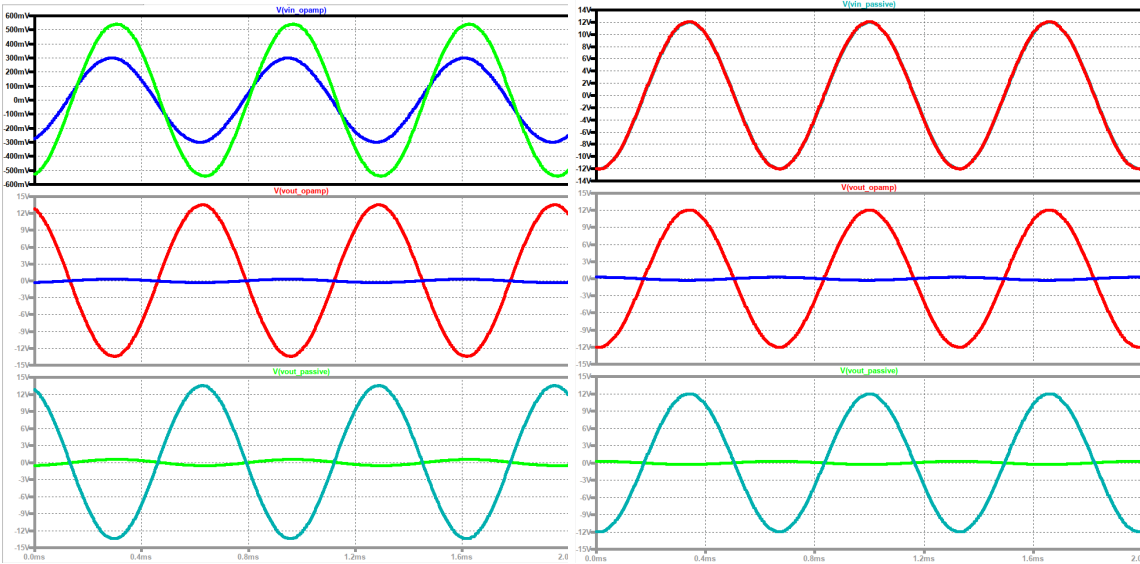 V(vin_opamp)
600mV
500mV
400mV
300mV
200mV
100mV
0mV
-100mV
-200mV
-300mV
-400mV
-500mV
-600mV
V(vout_opamp)
15V
12V
9V
6V
3V
0V
-3V
-6V
-9V
-12V
-15V
V(vout_passive)
15V
12V
9V
6V
3V
0V
-3V
-6V
-9V
-12V
-15V
0.0ms
0.4ms
0.8ms
1.2ms
1.6ms
2.0
V(vin_passive)
14V
12V
10V
8V
6V
4V
2V
0V
-2V
-4V
-6V
-8V
-10V
-12V
-14V
V(vout_opamp)
15V
12V
9V
6V
3V
0V
-3V
-6V
-9V
-12V
-15V
V(vout_passive)
15V
12V
9V
6V
3V
0V
-3V
-6V
-9V
-12V
-15V
0.0ms
0.4ms
0.8ms
1.2ms
1.6ms
2.0